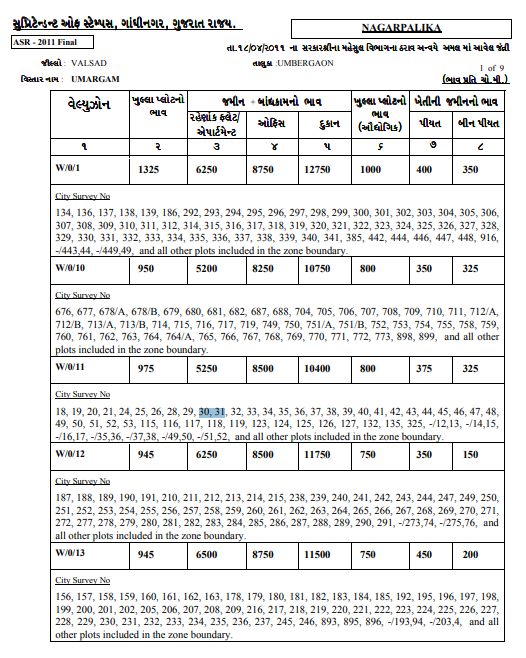 સુપ્રિટેન્ડન્ટ ઓફ સ્ટેમ્પસ, ગાંધીનગર, ગુજરાત રાજ્ય.
NAGARPALIKA
ASR - 2011 Final
તા.૧૮/૦૪/૨૦૧૧ ના સરકારશ્રીના મહેસુલ વિભાગના ઠરાવ અન્વયે અમલ માં આવેલ જંત્રી
જીલ્લો : VALSAD તાલુકા :UMBERGAON
1 of 9
વિસ્તાર નામ : UMARGAM (ભાવ પ્રતિ ચો.મી.)
વેલ્યુઝોન ખુલ્લા પ્લોટનો ભાવ જમીન + બાંધકામનો ભાવ ખુલ્લા પ્લોટનો ભાવ (ઔદ્યોગિક) ખેતીની જમીનનો ભાવ
રહેણાંક ફ્લેટ/એપાર્ટમેન્ટ ઓફિસ દુકાન પીયત બીન પીયત
૧ ૨ ૩ ૪ ૫ ૬ ૭ ૮
W/0/1 1325 6250 8750 12750 1000 400 350
City Survey No
134, 136, 137, 138, 139, 186, 292, 293, 294, 295, 296, 297, 298, 299, 300, 301, 302, 303, 304, 305, 306,
307, 308, 309, 310, 311, 312, 314, 315, 316, 317, 318, 319, 320, 321, 322, 323, 324, 325, 326, 327, 328,
329, 330, 331, 332, 333, 334, 335, 336, 337, 338, 339, 340, 341, 385, 442, 444, 446, 447, 448, 916,
-/443,44, -/449,49, and all other plots included in the zone boundary.
W/0/10 950 5200 8250 10750 800 350 325
City Survey No
676, 677, 678/A, 678/B, 679, 680, 681, 682, 687, 688, 704, 705, 706, 707, 708, 709, 710, 711, 712/A,
712/B, 713/A, 713/B, 714, 715, 716, 717, 719, 749, 750, 751/A, 751/B, 752, 753, 754, 755, 758, 759,
760, 761, 762, 763, 764, 764/A, 765, 766, 767, 768, 769, 770, 771, 772, 773, 898, 899, and all other
plots included in the zone boundary.
W/0/11 975 5250 8500 10400 800 375 325
City Survey No
18, 19, 20, 21, 24, 25, 26, 28, 29, 30, 31, 32, 33, 34, 35, 36, 37, 38, 39, 40, 41, 42, 43, 44, 45, 46, 47, 48,
49, 50, 51, 52, 53, 115, 116, 117, 118, 119, 123, 124, 125, 126, 127, 132, 135, 325, -/12,13, -/14,15,
-/16,17, -/35,36, -/37,38, -/49,50, -/51,52, and all other plots included in the zone boundary.
W/0/12 945 6250 8500 11750 750 350 150
City Survey No
187, 188, 189, 190, 191, 210, 211, 212, 213, 214, 215, 238, 239, 240, 241, 242, 243, 244, 247, 249, 250,
251, 252, 253, 254, 255, 256, 257, 258, 259, 260, 261, 262, 263, 264, 265, 266, 267, 268, 269, 270, 271,
272, 277, 278, 279, 280, 281, 282, 283, 284, 285, 286, 287, 288, 289, 290, 291, -/273,74, -/275,76, and
all other plots included in the zone boundary.
W/0/13 945 6500 8750 11500 750 450 200
City Survey No
156, 157, 158, 159, 160, 161, 162, 163, 178, 179, 180, 181, 182, 183, 184, 185, 192, 195, 196, 197, 198,
199, 200, 201, 202, 205, 206, 207, 208, 209, 216, 217, 218, 219, 220, 221, 222, 223, 224, 225, 226, 227,
228, 229, 230, 231, 232, 233, 234, 235, 236, 237, 245, 246, 893, 895, 896, -/193,94, -/203,4, and all
other plots included in the zone boundary.